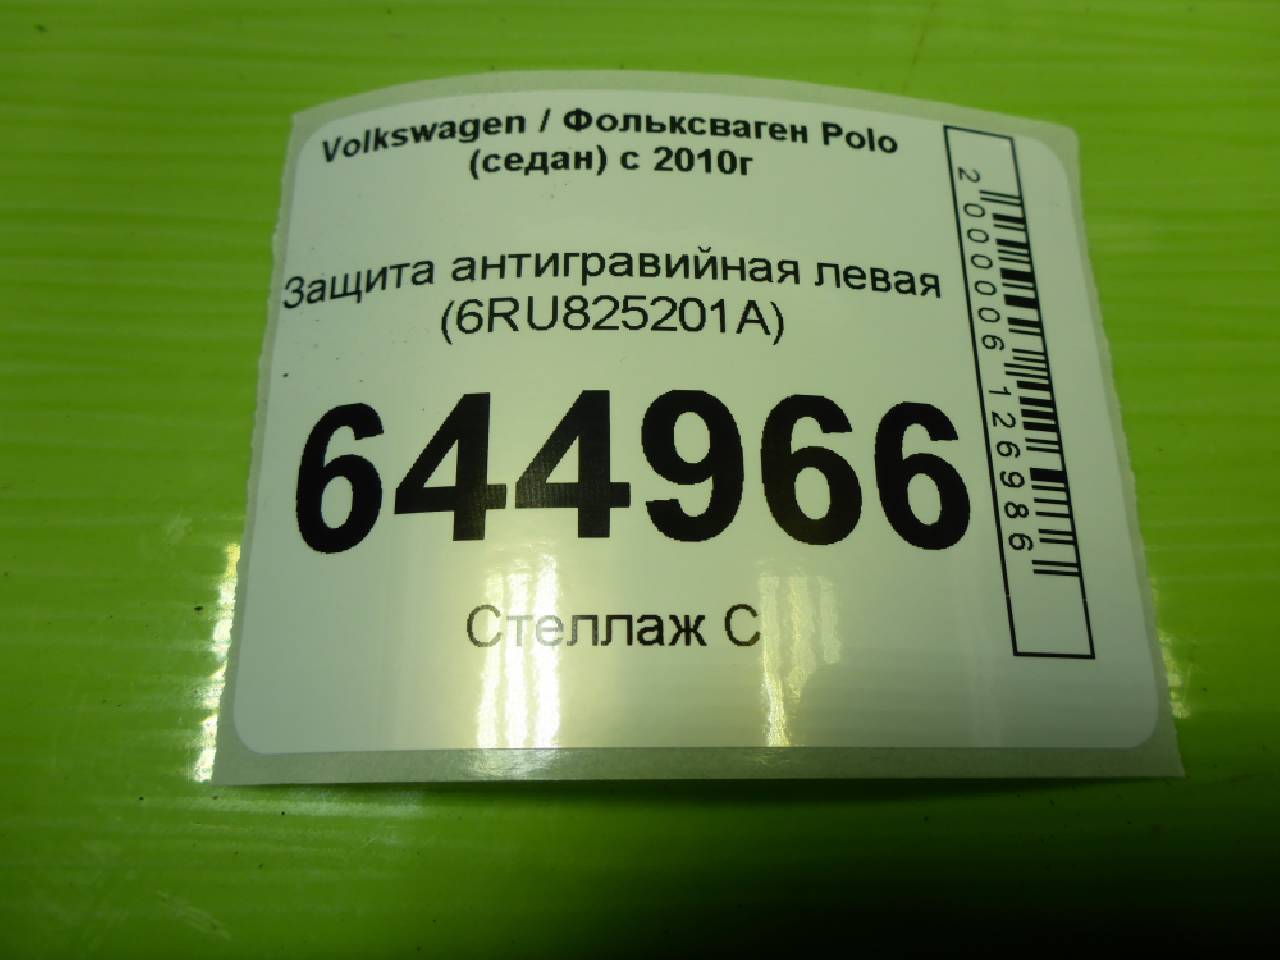 Volkswagen / Фольксваген Polo
(седан) с 2010г
Защита антигравийная левая
(6RU825201A)
644966
Стеллаж С
2000006126986